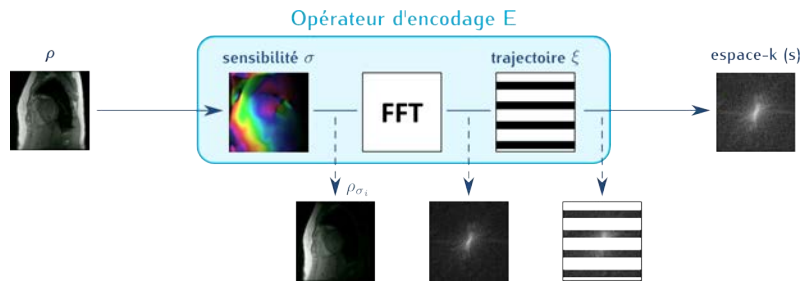 Opérateur d'encodage E
ρ
sensibilité σ
trajectoire ξ
espace-k (s)
FFT
ρσᵢ